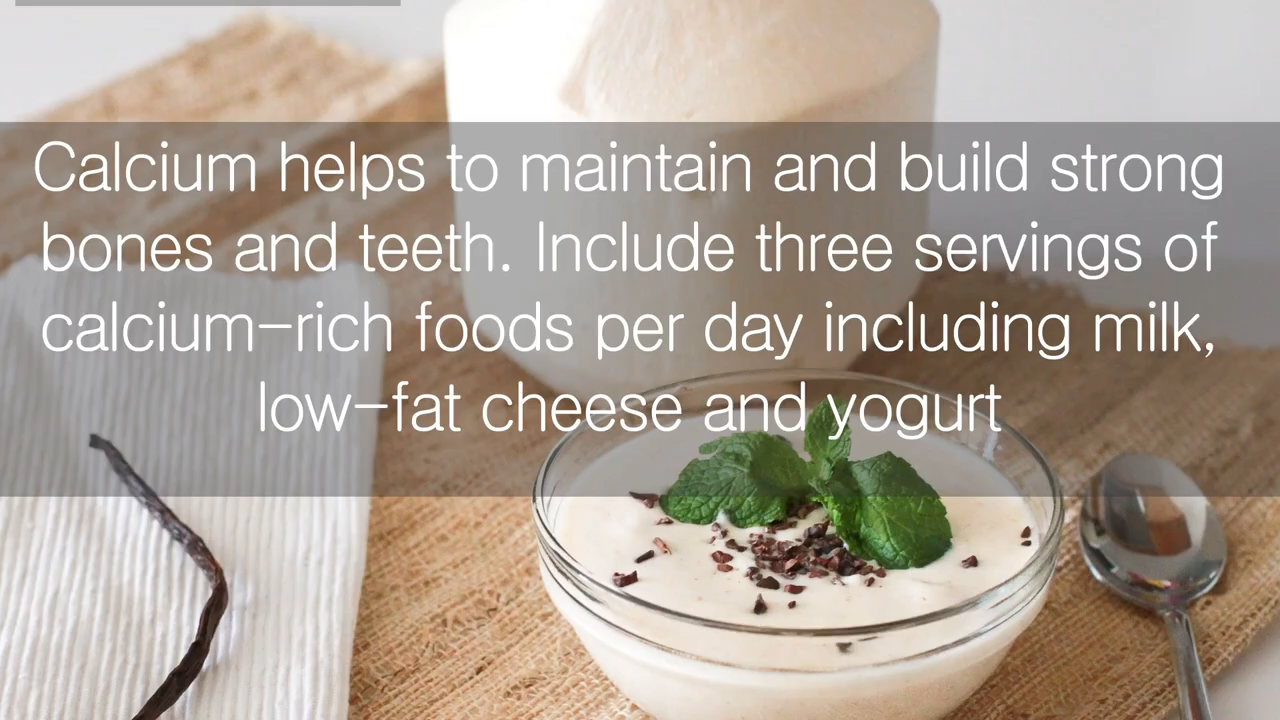 Calcium helps to maintain and build strong
bones and teeth. Include three servings of
calcium-rich foods per day including milk,
low-fat cheese and yogurt